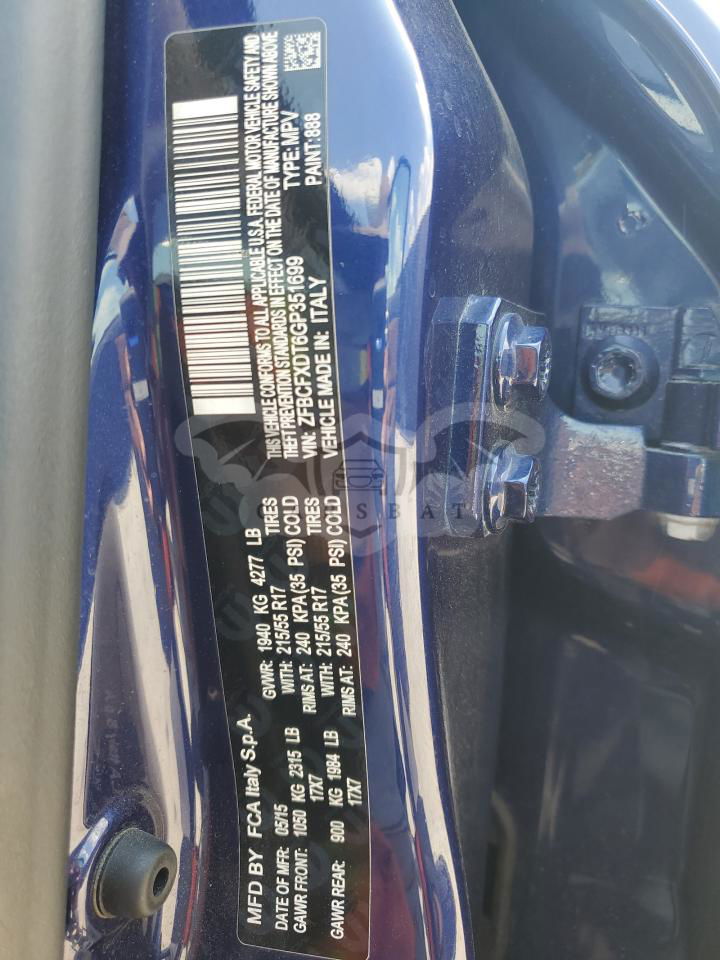 MFD BY FCA Italy S.p.A.
DATE OF MFR: 05/15 GVWR: 1940 KG 4277 LB
GAWR FRONT: 1050 KG 2315 LB WITH: 215/55 R17 TIRES
17X7 RIMS AT: 240 KPA (35 PSI) COLD
GAWR REAR: 900 KG 1984 LB WITH: 215/55 R17 TIRES
17X7 RIMS AT: 240 KPA (35 PSI) COLD
THIS VEHICLE CONFORMS TO ALL APPLICABLE U.S.A. FEDERAL MOTOR VEHICLE SAFETY AND
THEFT PREVENTION STANDARDS IN EFFECT ON THE DATE OF MANUFACTURE SHOWN ABOVE
VIN: ZFBCFXDT6GP351699 TYPE: MPV
VEHICLE MADE IN: ITALY PAINT: 888
CARSBAT